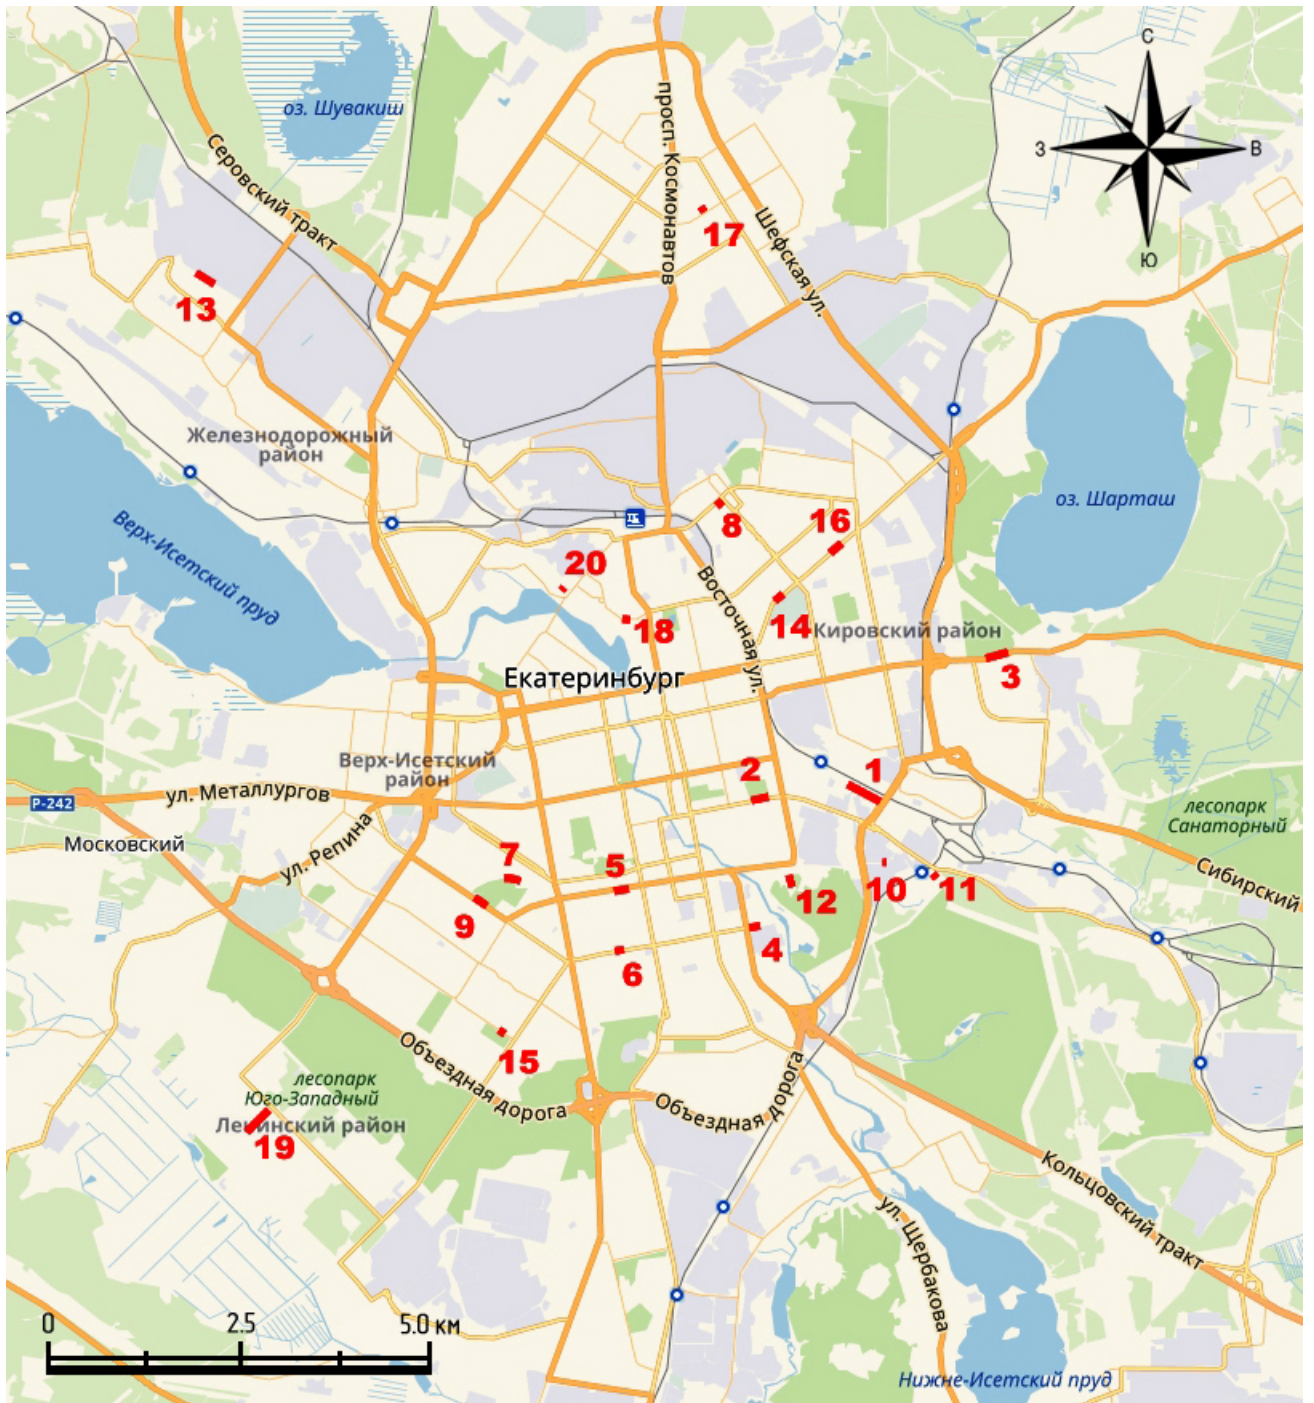 С
З
В
Ю
оз. Шувакиш
Серовский тракт
просп. Космонавтов
Шефская ул.
17
13
Железнодорожный
район
Верх-Исетский пруд
оз. Шарташ
8
16
20
18
Восточная ул.
14
Кировский район
3
Екатеринбург
Верх-Исетский
район
2
1
ул. Металлургов
Р-242
Московский
ул. Репина
лесопарк
Санаторный
7
5
Сибирский
10
11
12
9
4
6
15
Объездная дорога
Объездная дорога
лесопарк
Юго-Западный
Ленинский район
19
Кольцовский тракт
ул. Щербакова
0
2.5
5.0 км
Нижне-Исетский пруд